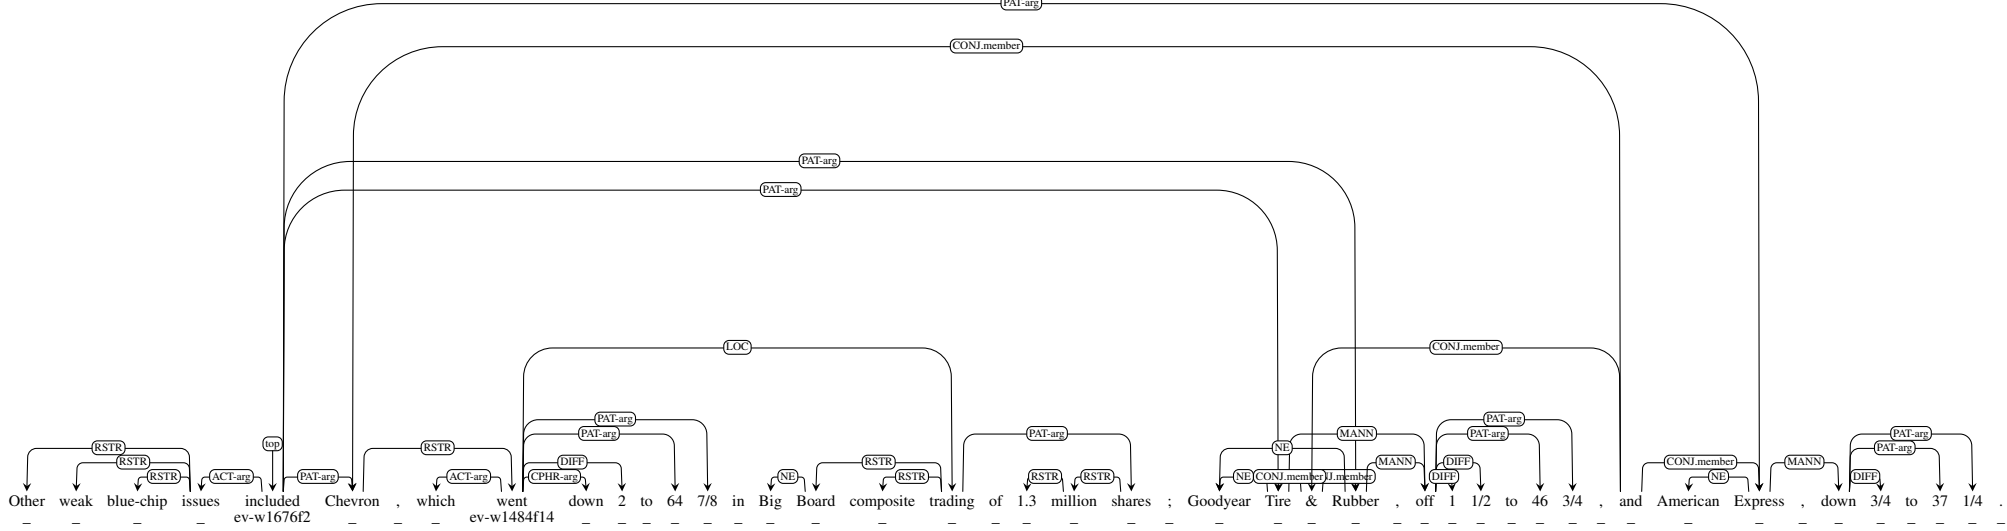 PAT-arg
CONJ.member
PAT-arg
PAT-arg
LOC CONJ.member
PAT-arg PAT-arg
top PAT-arg PAT-arg MANN PAT-arg PAT-arg
RSTR RSTR NE PAT-arg
RSTR DIFF RSTR MANN DIFF CONJ.member MANN
RSTR ACT-arg PAT-arg ACT-arg CPHR-arg NE RSTR RSTR RSTR NE CONJ.member J.member DIFF NE DIFF
Other weak blue-chip issues included Chevron , which went down 2 to 64 7/8 in Big Board composite trading of 1.3 million shares ; Goodyear Tire & Rubber , off 1 1/2 to 46 3/4 , and American Express , down 3/4 to 37 1/4 .
_ _ _ _ ev-w1676f2 _ _ _ ev-w1484f14 _ _ _ _ _ _ _ _ _ _ _ _ _ _ _ _ _ _ _ _ _ _ _ _ _ _ _ _ _ _ _ _ _ _ _ _